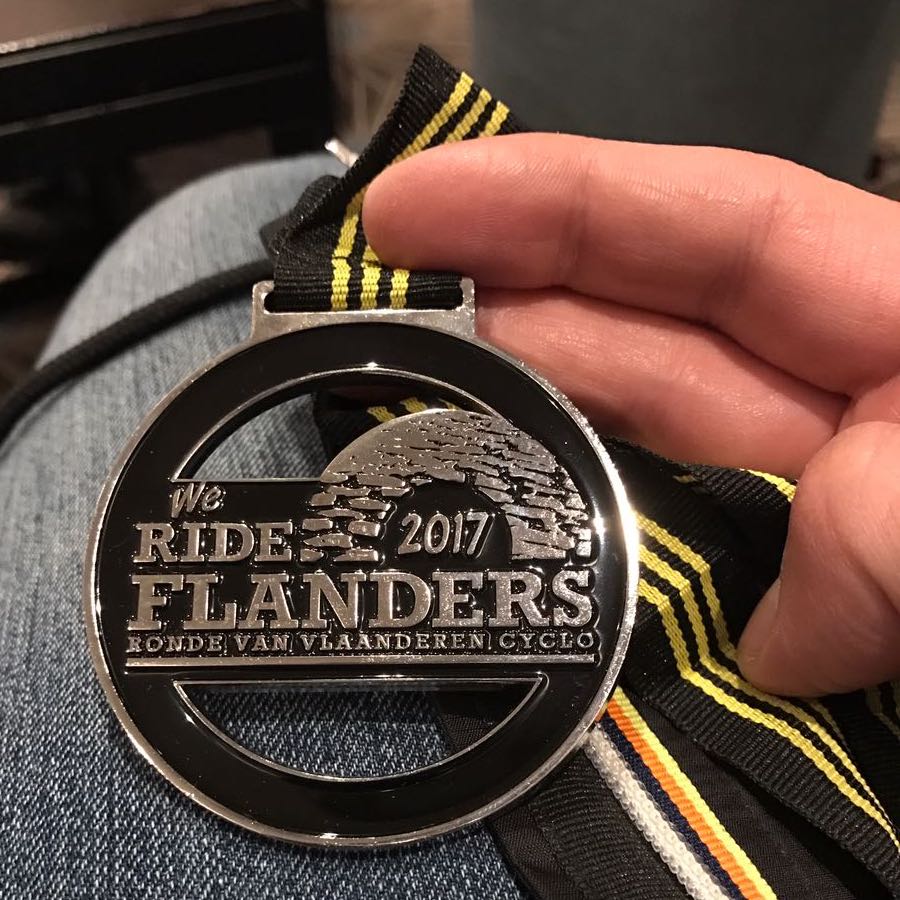 We
RIDE 2017
FLANDERS
RONDE VAN VLAANDEREN CYCLO